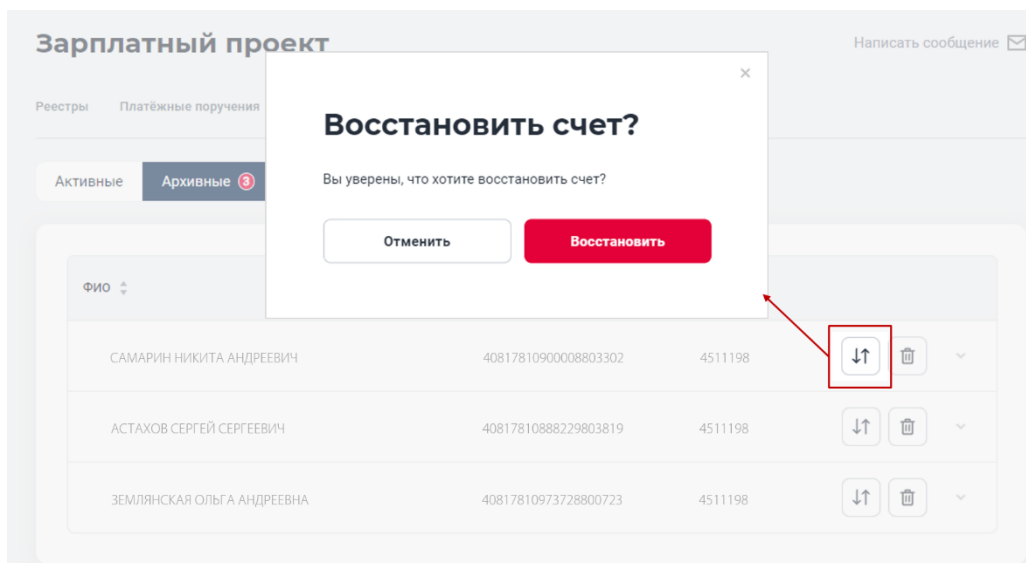 Зарплатный проект
Написать сообщение
Реестры Платёжные поручения
Восстановить счет?
Активные Архивные 3
Вы уверены, что хотите восстановить счет?
Отменить Восстановить
ФИО
САМАРИН НИКИТА АНДРЕЕВИЧ 40817810900008803302 4511198
АСТАХОВ СЕРГЕЙ СЕРГЕЕВИЧ 40817810888229803819 4511198
ЗЕМЛЯНСКАЯ ОЛЬГА АНДРЕЕВНА 40817810973728800723 4511198